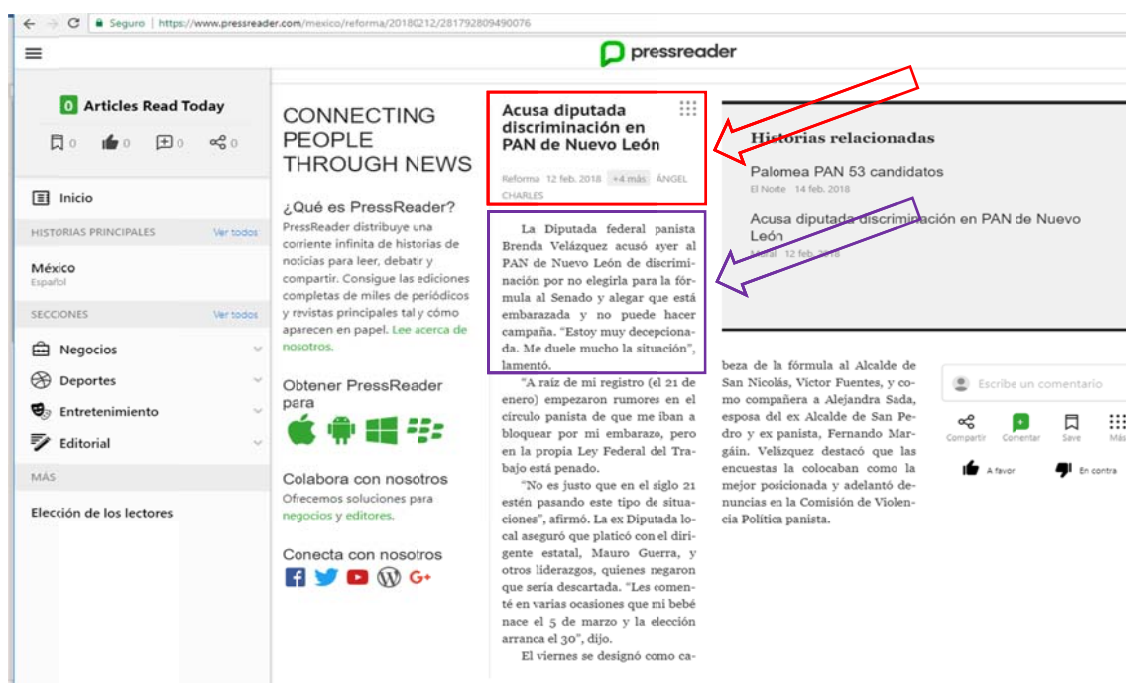 Seguro | https://www.pressreader.com/mexico/reforma/20180212/281792809490076
pressreader
0 Articles Read Today
0 0 0 0
Inicio
HISTORIAS PRINCIPALES Ver todos
México
Español
SECCIONES Ver todos
Negocios
Deportes
Entretenimiento
Editorial
MÁS
Elección de los lectores
CONNECTING
PEOPLE
THROUGH NEWS
¿Qué es PressReader?
PressReader distribuye una
corriente infinita de historias de
noticias para leer, debatir y
compartir. Consigue las ediciones
completas de miles de periódicos
y revistas principales tal y cómo
aparecen en papel. Lee acerca de
nosotros.
Obtener PressReader
para
Colabora con nosotros
Ofrecemos soluciones para
negocios y editores.
Conecta con nosotros
Acusa diputada
discriminación en
PAN de Nuevo León
Reforma 12 feb. 2018 +4 más ÁNGEL
CHARLES
La Diputada federal panista
Brenda Velázquez acusó ayer al
PAN de Nuevo León de discrimi-
nación por no elegirla para la fór-
mula al Senado y alegar que está
embarazada y no puede hacer
campaña. “Estoy muy decepciona-
da. Me duele mucho la situación”,
lamentó.
“A raíz de mi registro (el 21 de
enero) empezaron rumores en el
círculo panista de que me iban a
bloquear por mi embarazo, pero
en la propia Ley Federal del Tra-
bajo está penado.
“No es justo que en el siglo 21
estén pasando este tipo de situa-
ciones”, afirmó. La ex Diputada lo-
cal aseguró que platicó con el diri-
gente estatal, Mauro Guerra, y
otros liderazgos, quienes negaron
que sería descartada. “Les comen-
té en varias ocasiones que mi bebé
nace el 5 de marzo y la elección
arranca el 30”, dijo.
El viernes se designó como ca-
beza de la fórmula al Alcalde de
San Nicolás, Víctor Fuentes, y co-
mo compañera a Alejandra Sada,
esposa del ex Alcalde de San Pe-
dro y ex panista, Fernando Mar-
gáin. Velázquez destacó que las
encuestas la colocaban como la
mejor posicionada y adelantó de-
nuncias en la Comisión de Violen-
cia Política panista.
Historias relacionadas
Palomea PAN 53 candidatos
El Norte 14 feb. 2018
Acusa diputada discriminación en PAN de Nuevo
León
Mural 12 feb. 2018
Escribe un comentario
Compartir Comentar Save Más
A favor En contra